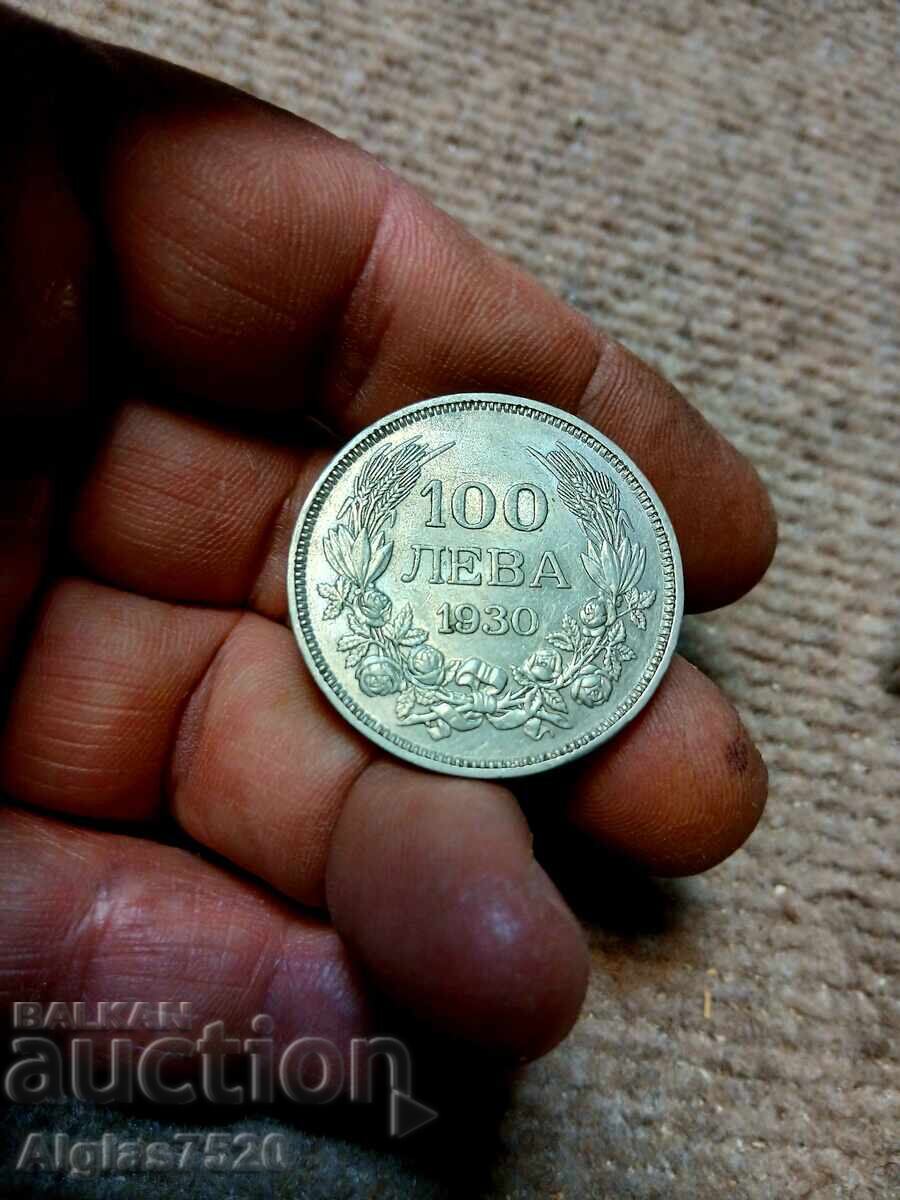 100
ЛЕВА
1930
BALKAN
auction
Alglas7520